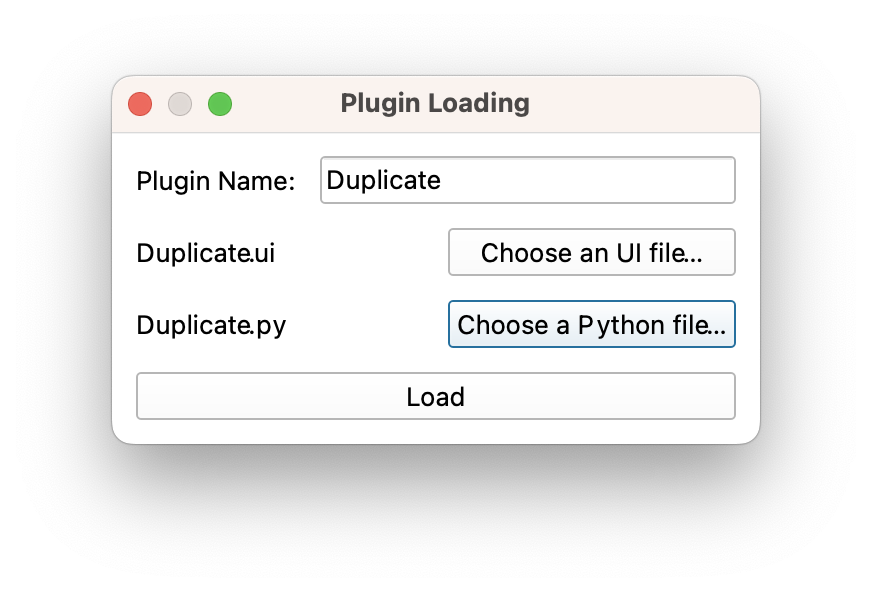 Plugin Loading
Plugin Name: Duplicate
Duplicate.ui Choose an UI file...
Duplicate.py Choose a Python file...
Load